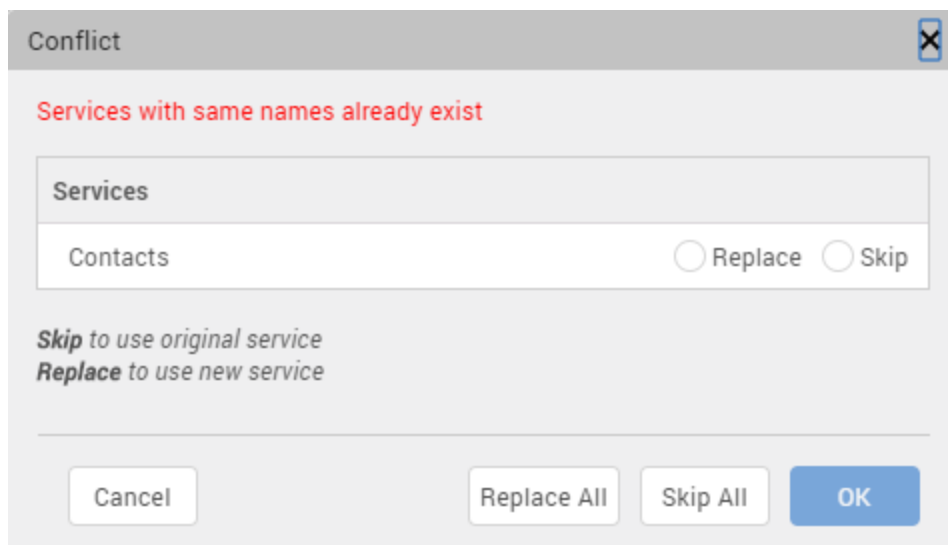 Conflict
Services with same names already exist
Services
Contacts Replace Skip
Skip to use original service
Replace to use new service
Cancel Replace All Skip All OK